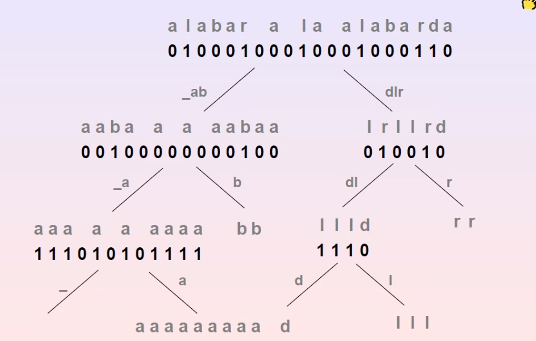 a l a b a r   a   l a   a l a b a r d a
0 1 0 0 0 1 0 0 0 1 0 0 0 1 0 0 0 1 1 0
_ab dlr
a a b a   a   a   a a b a a l r l l r d
0 0 1 0 0 0 0 0 0 0 0 1 0 0 0 1 0 0 1 0
_a b dl r
a a a   a   a   a a a a b b l l l d r r
1 1 1 0 1 0 1 0 1 1 1 1 1 1 1 0
_ a d l
a a a a a a a a a d l l l